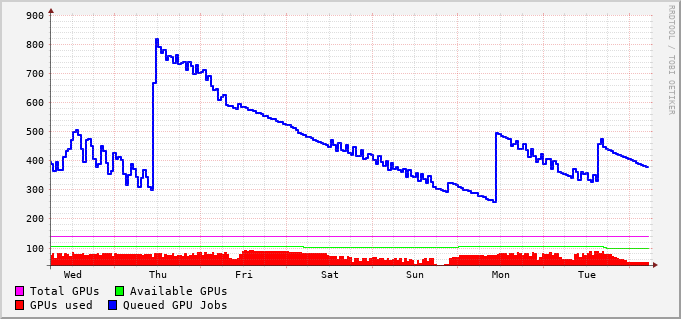 900
800
700
600
500
400
300
200
100
Wed Thu Fri Sat Sun Mon Tue
Total GPUs Available GPUs
GPUs used Queued GPU Jobs
RRDTOOL / TOBI OETIKER